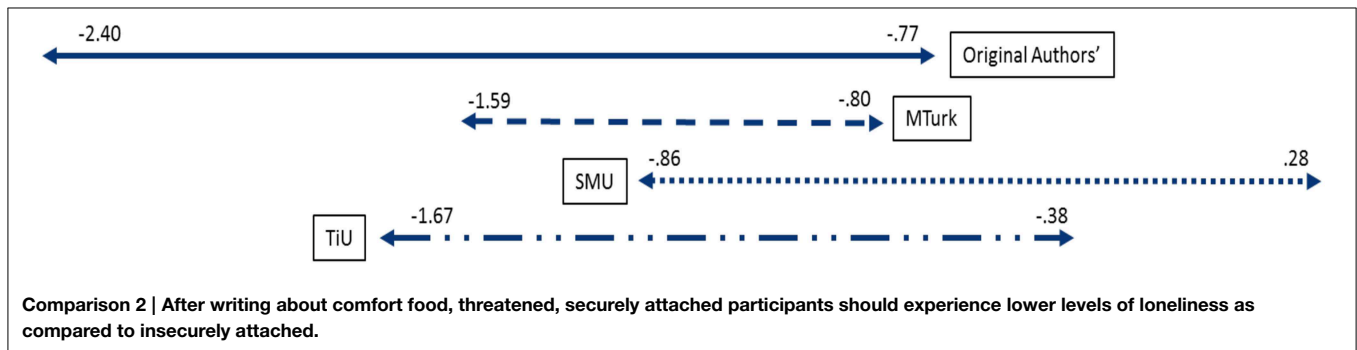 -2.40 -.77
Original Authors'
-1.59 -.80
MTurk
-.86 .28
SMU
-1.67 -.38
TiU
Comparison 2 | After writing about comfort food, threatened, securely attached participants should experience lower levels of loneliness as
compared to insecurely attached.